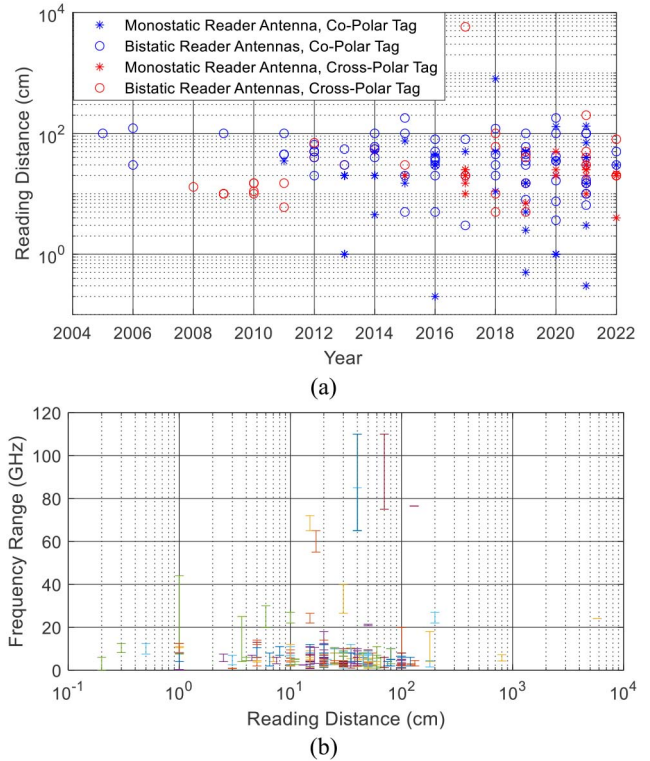 10^4
Monostatic Reader Antenna, Co-Polar Tag
Bistatic Reader Antennas, Co-Polar Tag
Monostatic Reader Antenna, Cross-Polar Tag
Bistatic Reader Antennas, Cross-Polar Tag
10^2
10^0
Reading Distance (cm)
2004 2006 2008 2010 2012 2014 2016 2018 2020 2022
Year
(a)
120
100
80
60
40
20
0
Frequency Range (GHz)
10^-1 10^0 10^1 10^2 10^3 10^4
Reading Distance (cm)
(b)